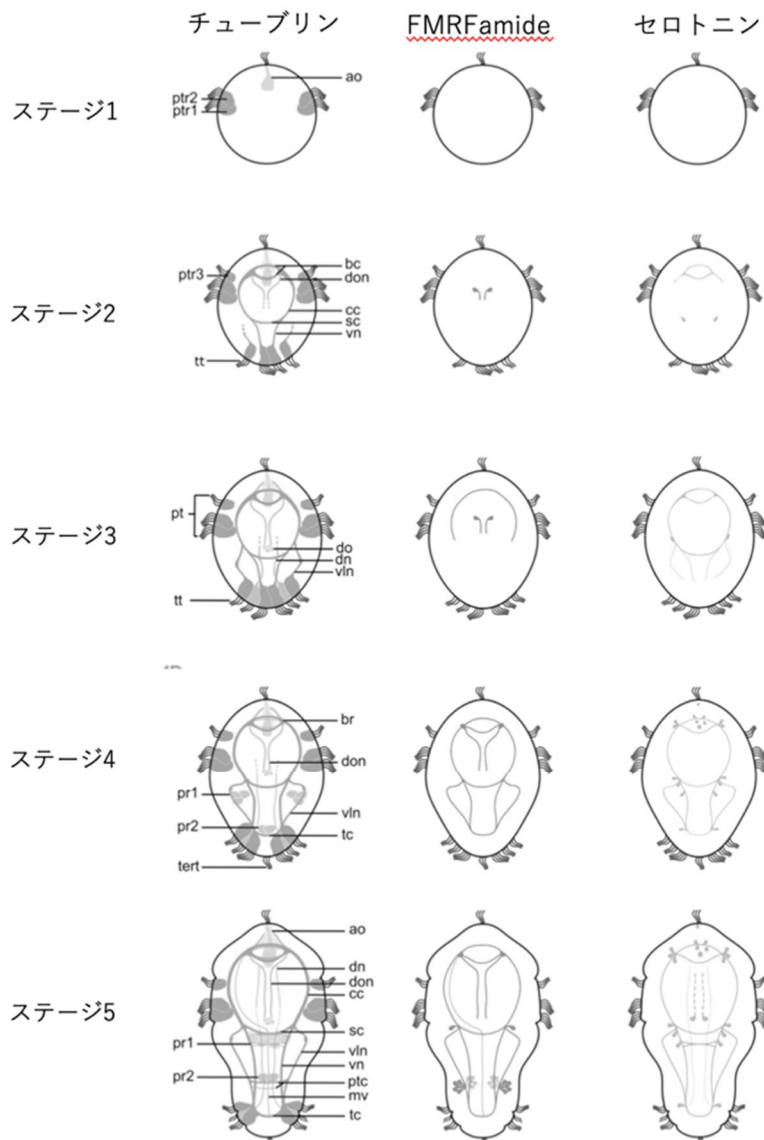 チューブリン FMRFamide セロトニン
ステージ1
ao
ptr2
ptr1
ステージ2
ptr3
bc
don
cc
sc
vn
tt
ステージ3
pt
do
dn
vln
tt
ステージ4
br
don
pr1
vln
pr2
tc
tert
ステージ5
ao
dn
don
cc
sc
pr1
vln
vn
pr2
ptc
mv
tc